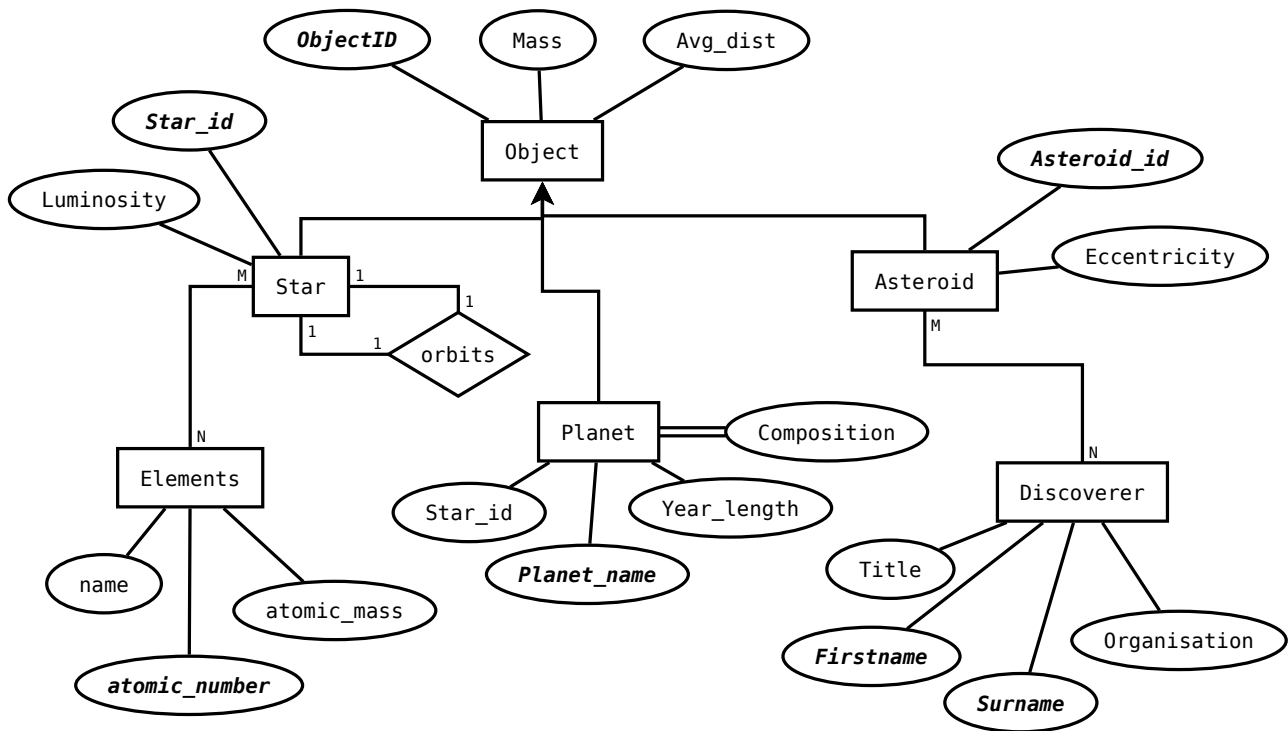 ObjectID
Mass
Avg_dist
Star_id
Object
Asteroid_id
Luminosity
Eccentricity
M
Star
1
Asteroid
1
1
1
orbits
M
Planet
Composition
N
N
Elements
Star_id
Year_length
Discoverer
name
Planet_name
Title
atomic_mass
Organisation
Firstname
atomic_number
Surname